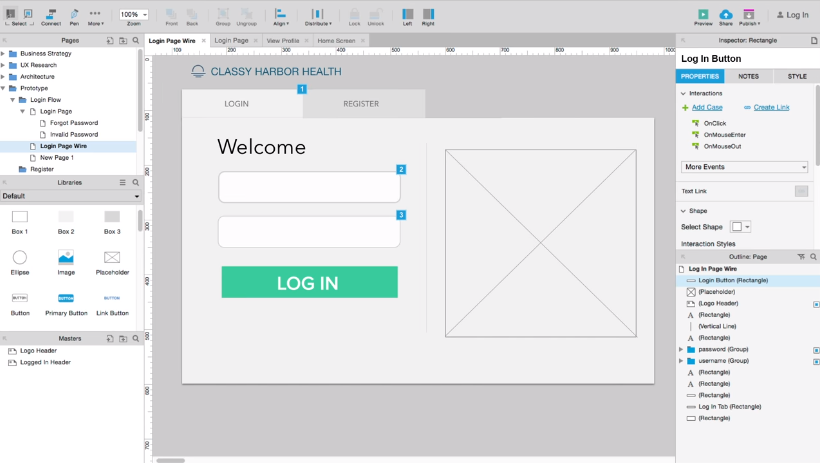 100%
Log In
Select Connect Pen More Zoom Front Back Group Ungroup Align Distribute Lock Unlock Left Right Preview Share Publish
Pages
Business Strategy
UX Research
Architecture
Prototype
Login Flow
Login Page
Forgot Password
Invalid Password
Login Page Wire
New Page 1
Register
Libraries
Default
Box 1 Box 2 Box 3
Ellipse Image Placeholder
BUTTON BUTTON BUTTON
Button Primary Button Link Button
Masters
Logo Header
Logged In Header
Login Page Wire Login Page View Profile Home Screen
100 200 300 400 500 600 700 800 900
0
100
200
300
400
500
600
700
CLASSY HARBOR HEALTH
1
LOGIN REGISTER
Welcome
2
3
LOG IN
Inspector: Rectangle
Log In Button
PROPERTIES NOTES STYLE
Interactions
Add Case Create Link
OnClick
OnMouseEnter
OnMouseOut
More Events
Text Link
Shape
Select Shape
Interaction Styles
Outline: Page
Log In Page Wire
Login Button (Rectangle)
(Placeholder)
(Logo Header)
(Rectangle)
(Vertical Line)
(Rectangle)
password (Group)
username (Group)
(Rectangle)
(Rectangle)
(Rectangle)
Log In Tab (Rectangle)
(Rectangle)